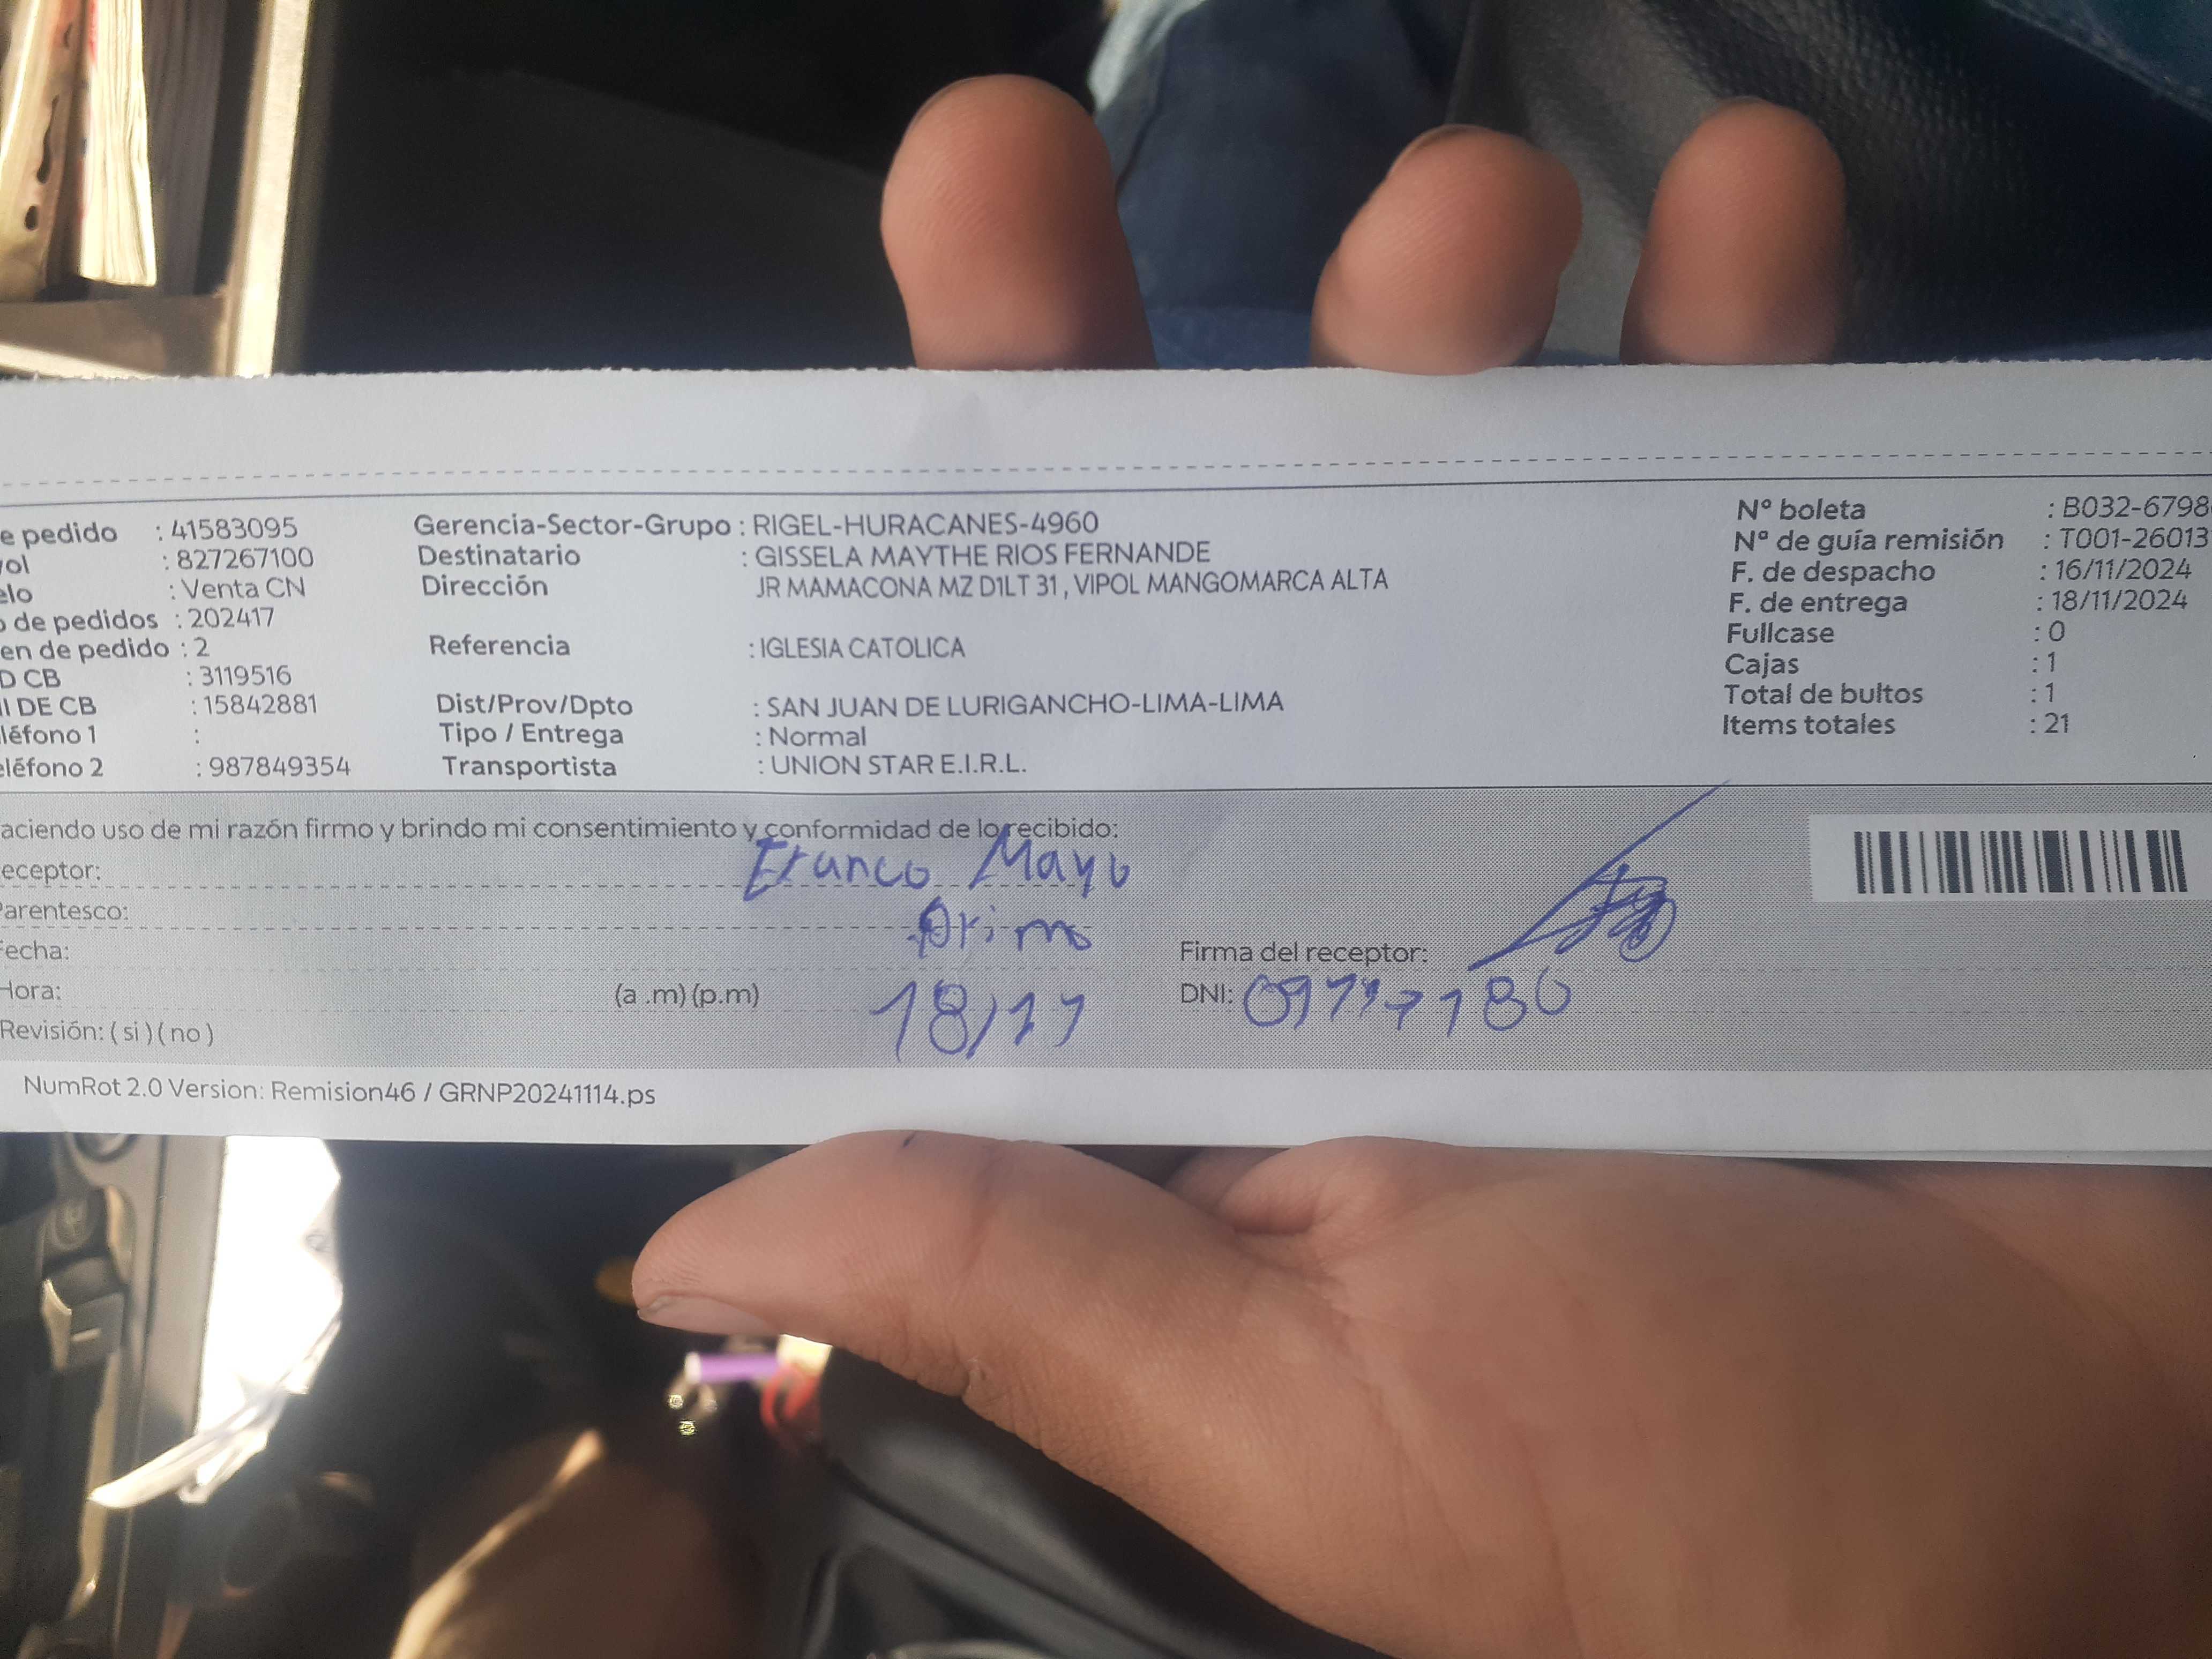 e pedido : 41583095
ol : 827267100
elo : Venta CN
o de pedidos : 202417
en de pedido : 2
D CB : 3119516
II DE CB : 15842881
léfono 1 :
eléfono 2 : 987849354
Gerencia-Sector-Grupo : RIGEL-HURACANES-4960
Destinatario : GISSELA MAYTHE RIOS FERNANDE
Dirección JR MAMACONA MZ D1LT 31 , VIPOL MANGOMARCA ALTA
Referencia : IGLESIA CATOLICA
Dist/Prov/Dpto : SAN JUAN DE LURIGANCHO-LIMA-LIMA
Tipo / Entrega : Normal
Transportista : UNION STAR E.I.R.L.
Nº boleta : B032-6798
Nº de guía remisión : T001-26013
F. de despacho : 16/11/2024
F. de entrega : 18/11/2024
Fullcase : 0
Cajas : 1
Total de bultos : 1
Items totales : 21
aciendo uso de mi razón firmo y brindo mi consentimiento y conformidad de lo recibido:
eceptor: Franco Mayo
Parentesco: Primo
Fecha:
Hora: (a .m) (p.m) 18/11
Revisión: ( si ) ( no )
Firma del receptor:
DNI:
NumRot 2.0 Version: Remision46 / GRNP20241114.ps